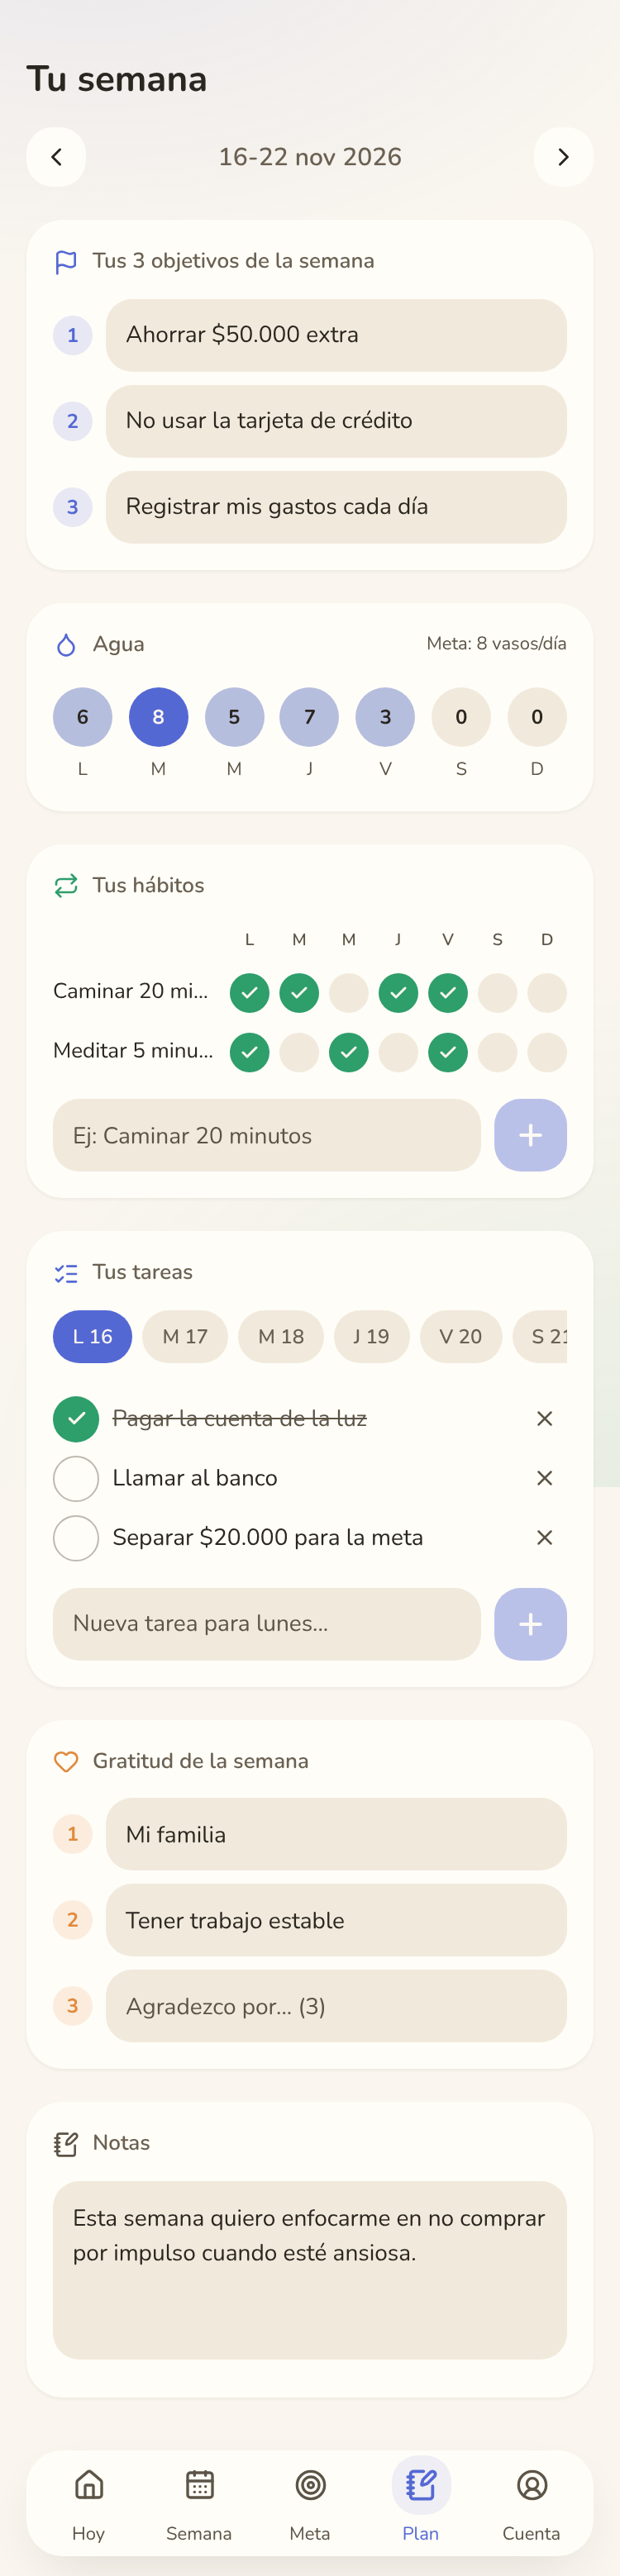 Tu semana
16-22 nov 2026
Tus 3 objetivos de la semana
1 Ahorrar $50.000 extra
2 No usar la tarjeta de crédito
3 Registrar mis gastos cada día
Agua Meta: 8 vasos/día
6 8 5 7 3 0 0
L M M J V S D
Tus hábitos
L M M J V S D
Caminar 20 mi...
Meditar 5 minu...
Ej: Caminar 20 minutos
Tus tareas
L 16 M 17 M 18 J 19 V 20 S 21
Pagar la cuenta de la luz
Llamar al banco
Separar $20.000 para la meta
Nueva tarea para lunes...
Gratitud de la semana
1 Mi familia
2 Tener trabajo estable
3 Agradezco por... (3)
Notas
Esta semana quiero enfocarme en no comprar
por impulso cuando esté ansiosa.
Hoy Semana Meta Plan Cuenta